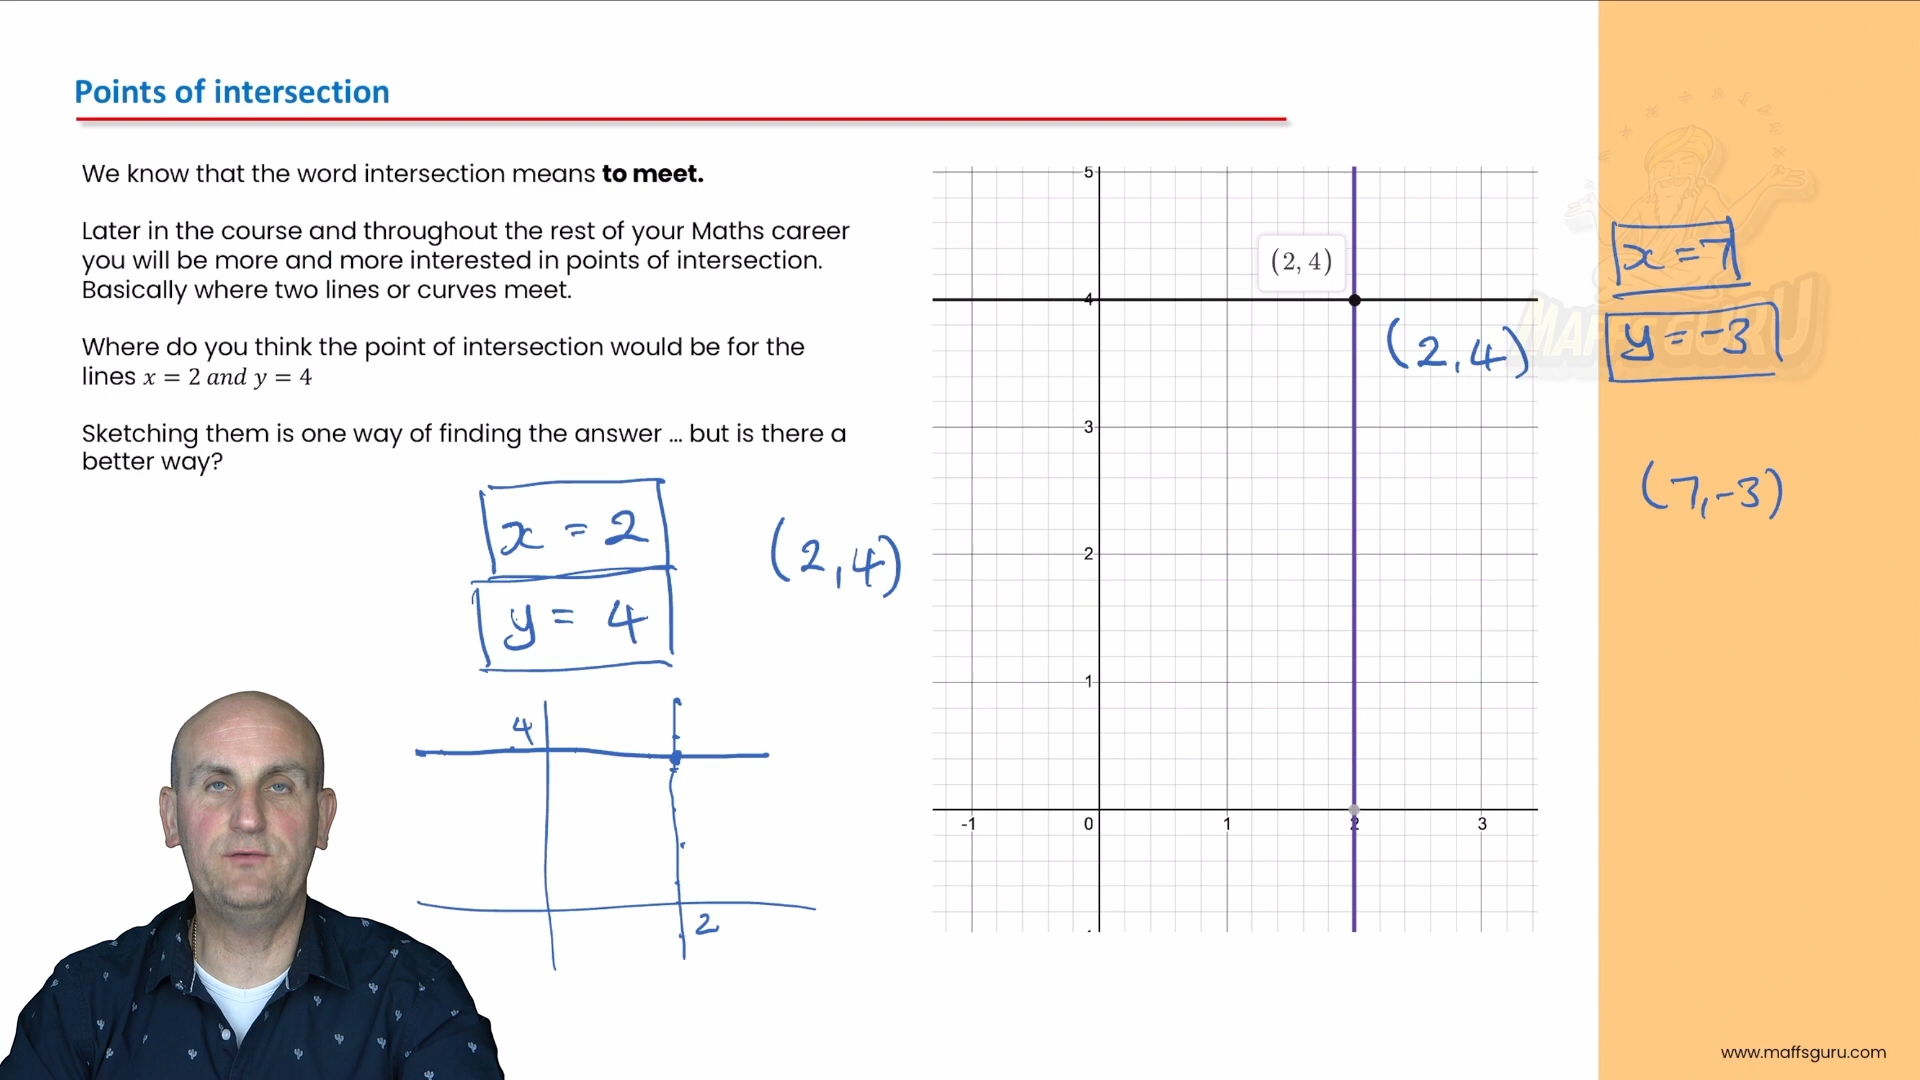 Points of intersection
We know that the word intersection means to meet.
Later in the course and throughout the rest of your Maths career
you will be more and more interested in points of intersection.
Basically where two lines or curves meet.
Where do you think the point of intersection would be for the
lines x = 2 and y = 4
Sketching them is one way of finding the answer ... but is there a
better way?
x = 2
y = 4
(2,4)
4
2
5
(2, 4)
4
(2,4)
3
2
1
-1 0 1 2 3
MAFFSGURU
x = 7
y = -3
(7,-3)
www.maffsguru.com